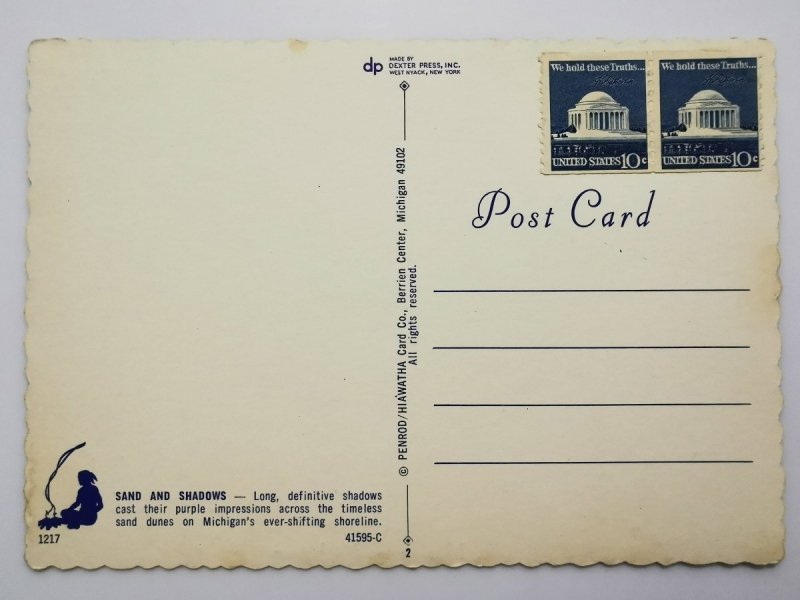 dp
MADE BY
DEXTER PRESS, INC.
WEST NYACK, NEW YORK
We hold these Truths...
UNITED STATES 10c
We hold these Truths...
UNITED STATES 10c
Post Card
© PENROD/HIAWATHA Card Co., Berrien Center, Michigan 49102
All rights reserved.
SAND AND SHADOWS — Long, definitive shadows
cast their purple impressions across the timeless
sand dunes on Michigan's ever-shifting shoreline.
1217
41595-C
2